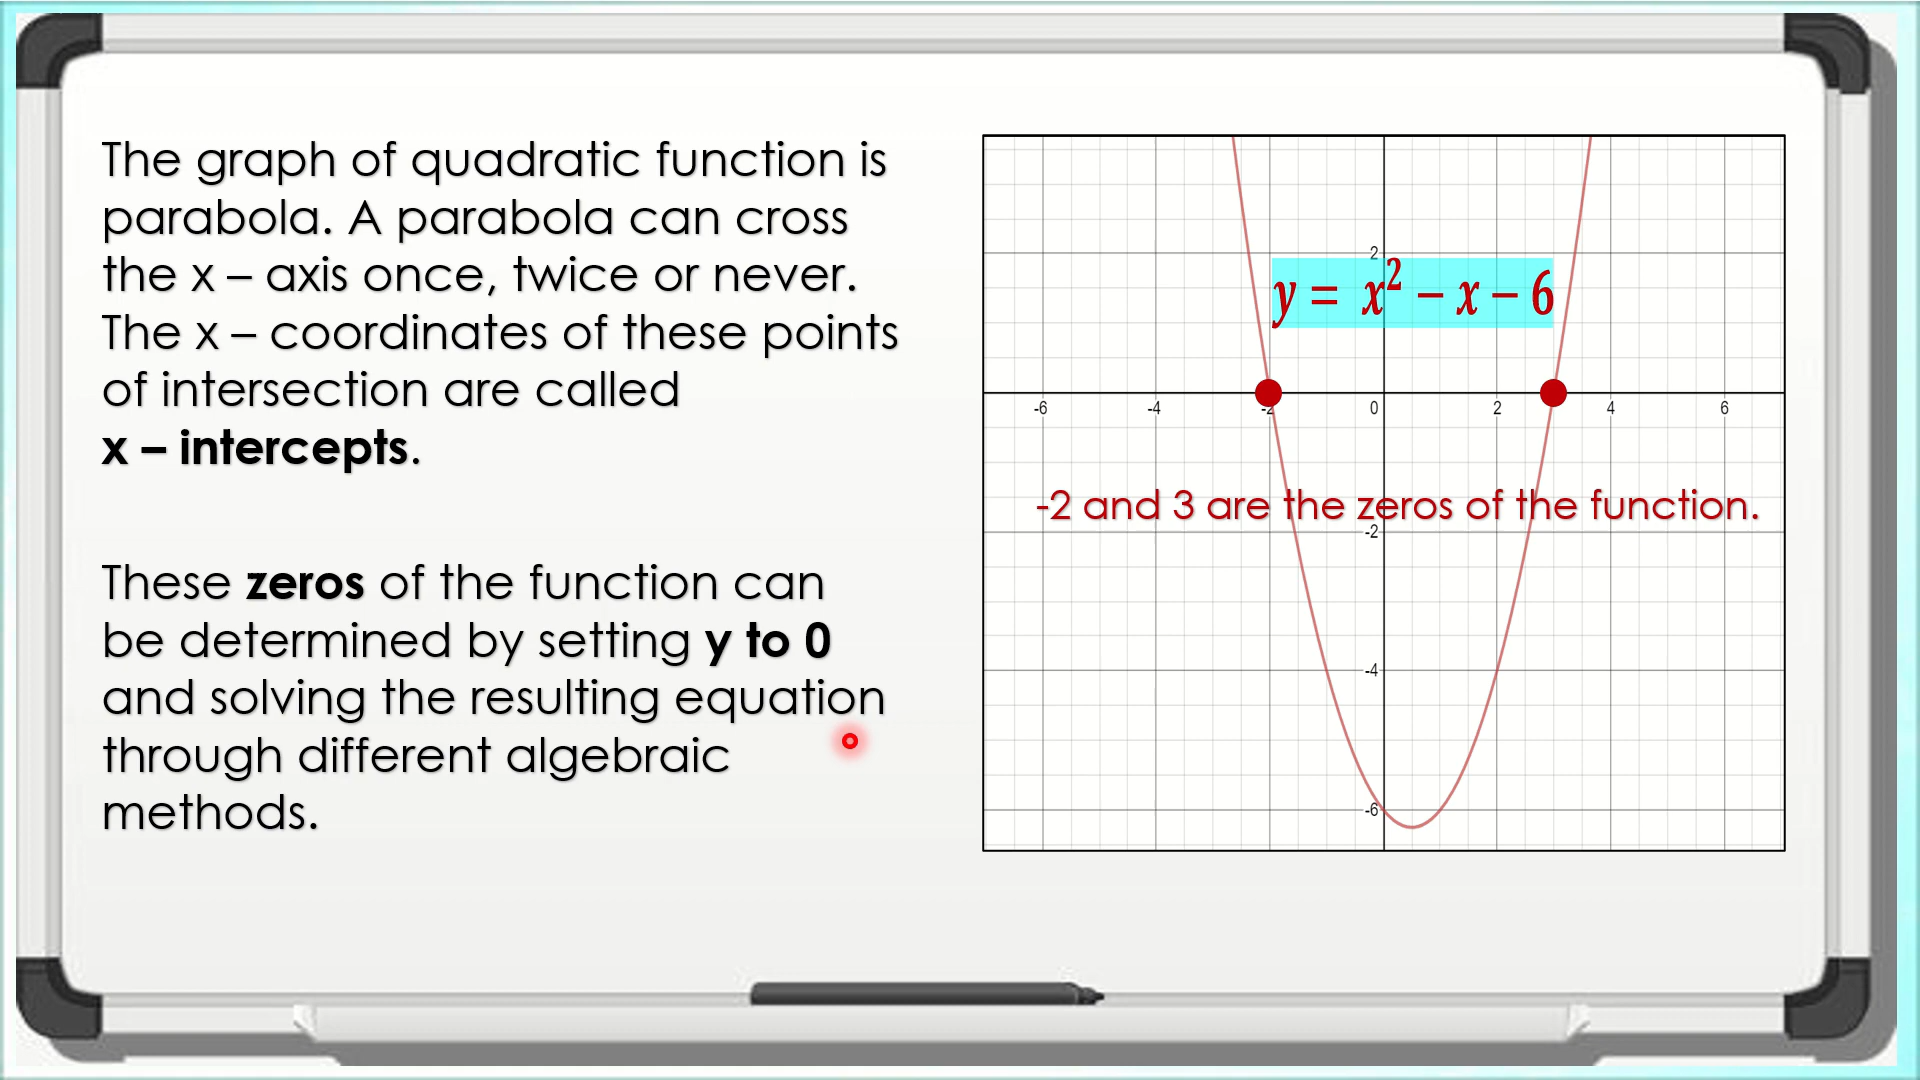 The graph of quadratic function is
parabola. A parabola can cross
the x – axis once, twice or never.
The x – coordinates of these points
of intersection are called
x – intercepts.
These zeros of the function can
be determined by setting y to 0
and solving the resulting equation
through different algebraic
methods.
2
y = x² − x − 6
-6 -4 -2 0 2 4 6
-2 and 3 are the zeros of the function.
-2
-4
-6